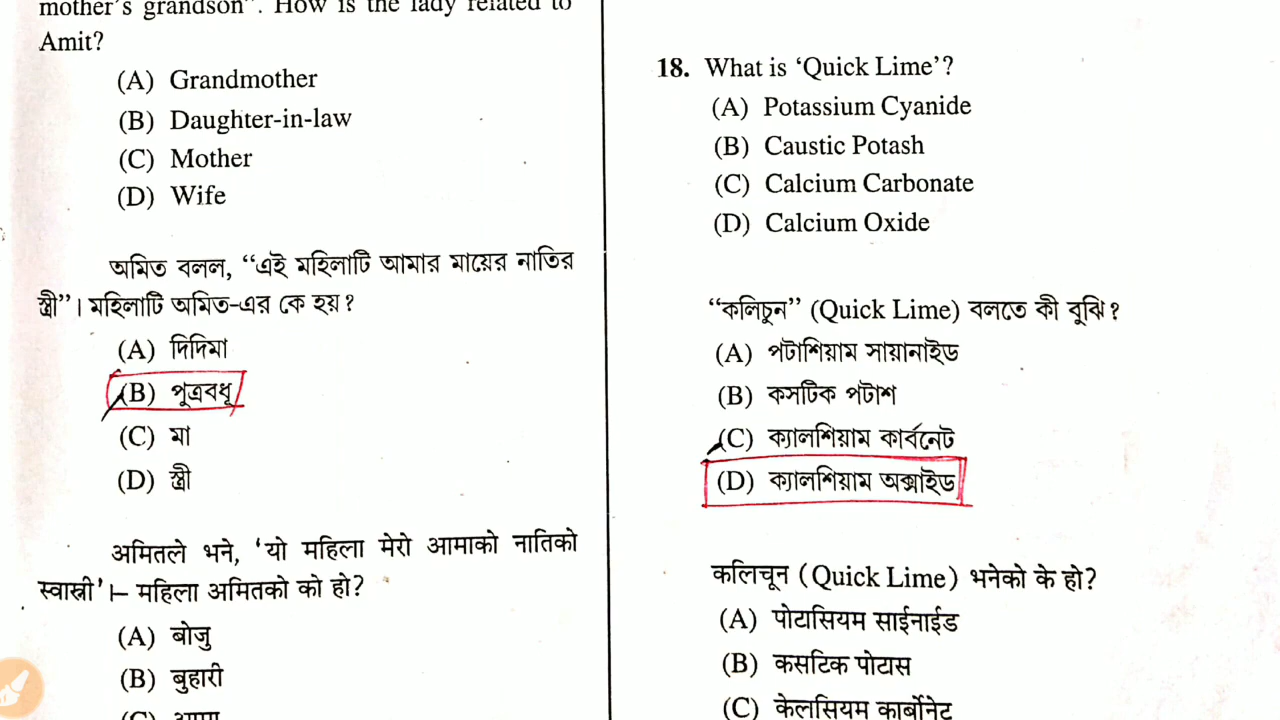 mother's grandson". How is the lady related to
Amit?
(A) Grandmother
(B) Daughter-in-law
(C) Mother
(D) Wife
অমিত বলল, “এই মহিলাটি আমার মায়ের নাতির
স্ত্রী”। মহিলাটি অমিত-এর কে হয়?
(A) দিদিমা
(B) পুত্রবধূ
(C) মা
(D) স্ত্রী
अमितले भने, ‘यो महिला मेरो आमाको नातिको
स्वास्नी’ — महिला अमितको को हो?
(A) बोजु
(B) बुहारी
(C) आमा
18. What is ‘Quick Lime’?
(A) Potassium Cyanide
(B) Caustic Potash
(C) Calcium Carbonate
(D) Calcium Oxide
“কলিচুন” (Quick Lime) বলতে কী বুঝি?
(A) পটাশিয়াম সায়ানাইড
(B) কসটিক পটাশ
(C) ক্যালশিয়াম কার্বনেট
(D) ক্যালশিয়াম অক্সাইড
कलिचून (Quick Lime) भनेको के हो?
(A) पोटासियम साईनाईड
(B) कसटिक पोटास
(C) केलसियम कार्बोनेट